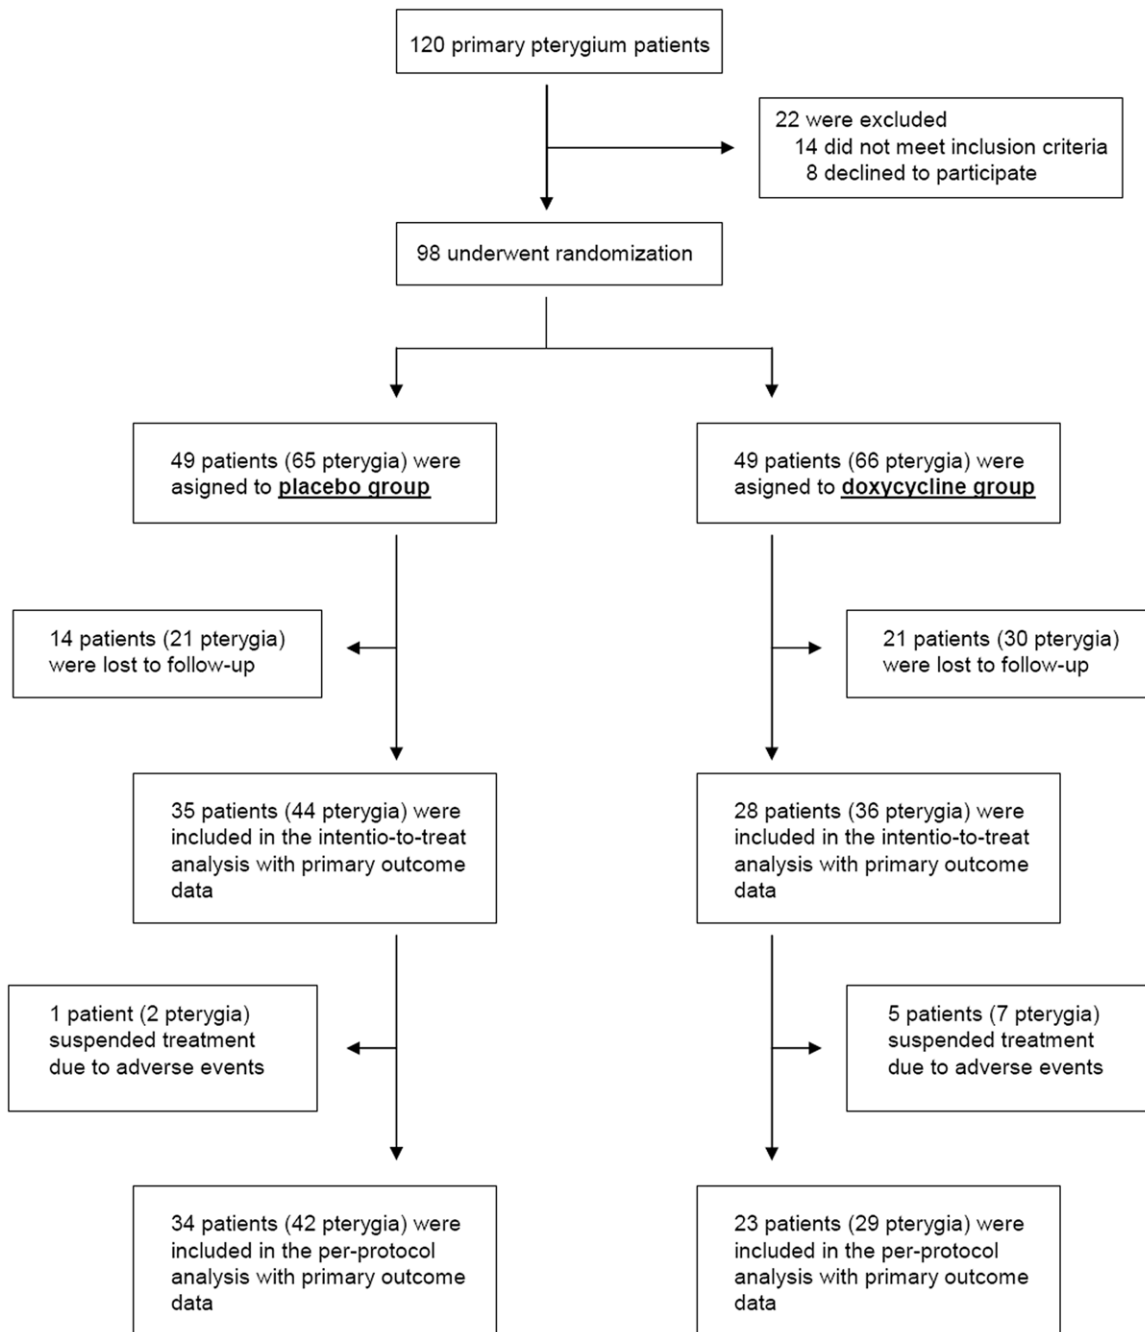 120 primary pterygium patients
22 were excluded
14 did not meet inclusion criteria
8 declined to participate
98 underwent randomization
49 patients (65 pterygia) were
asigned to placebo group
49 patients (66 pterygia) were
asigned to doxycycline group
14 patients (21 pterygia)
were lost to follow-up
21 patients (30 pterygia)
were lost to follow-up
35 patients (44 pterygia) were
included in the intentio-to-treat
analysis with primary outcome
data
28 patients (36 pterygia) were
included in the intentio-to-treat
analysis with primary outcome
data
1 patient (2 pterygia)
suspended treatment
due to adverse events
5 patients (7 pterygia)
suspended treatment
due to adverse events
34 patients (42 pterygia) were
included in the per-protocol
analysis with primary outcome
data
23 patients (29 pterygia) were
included in the per-protocol
analysis with primary outcome
data